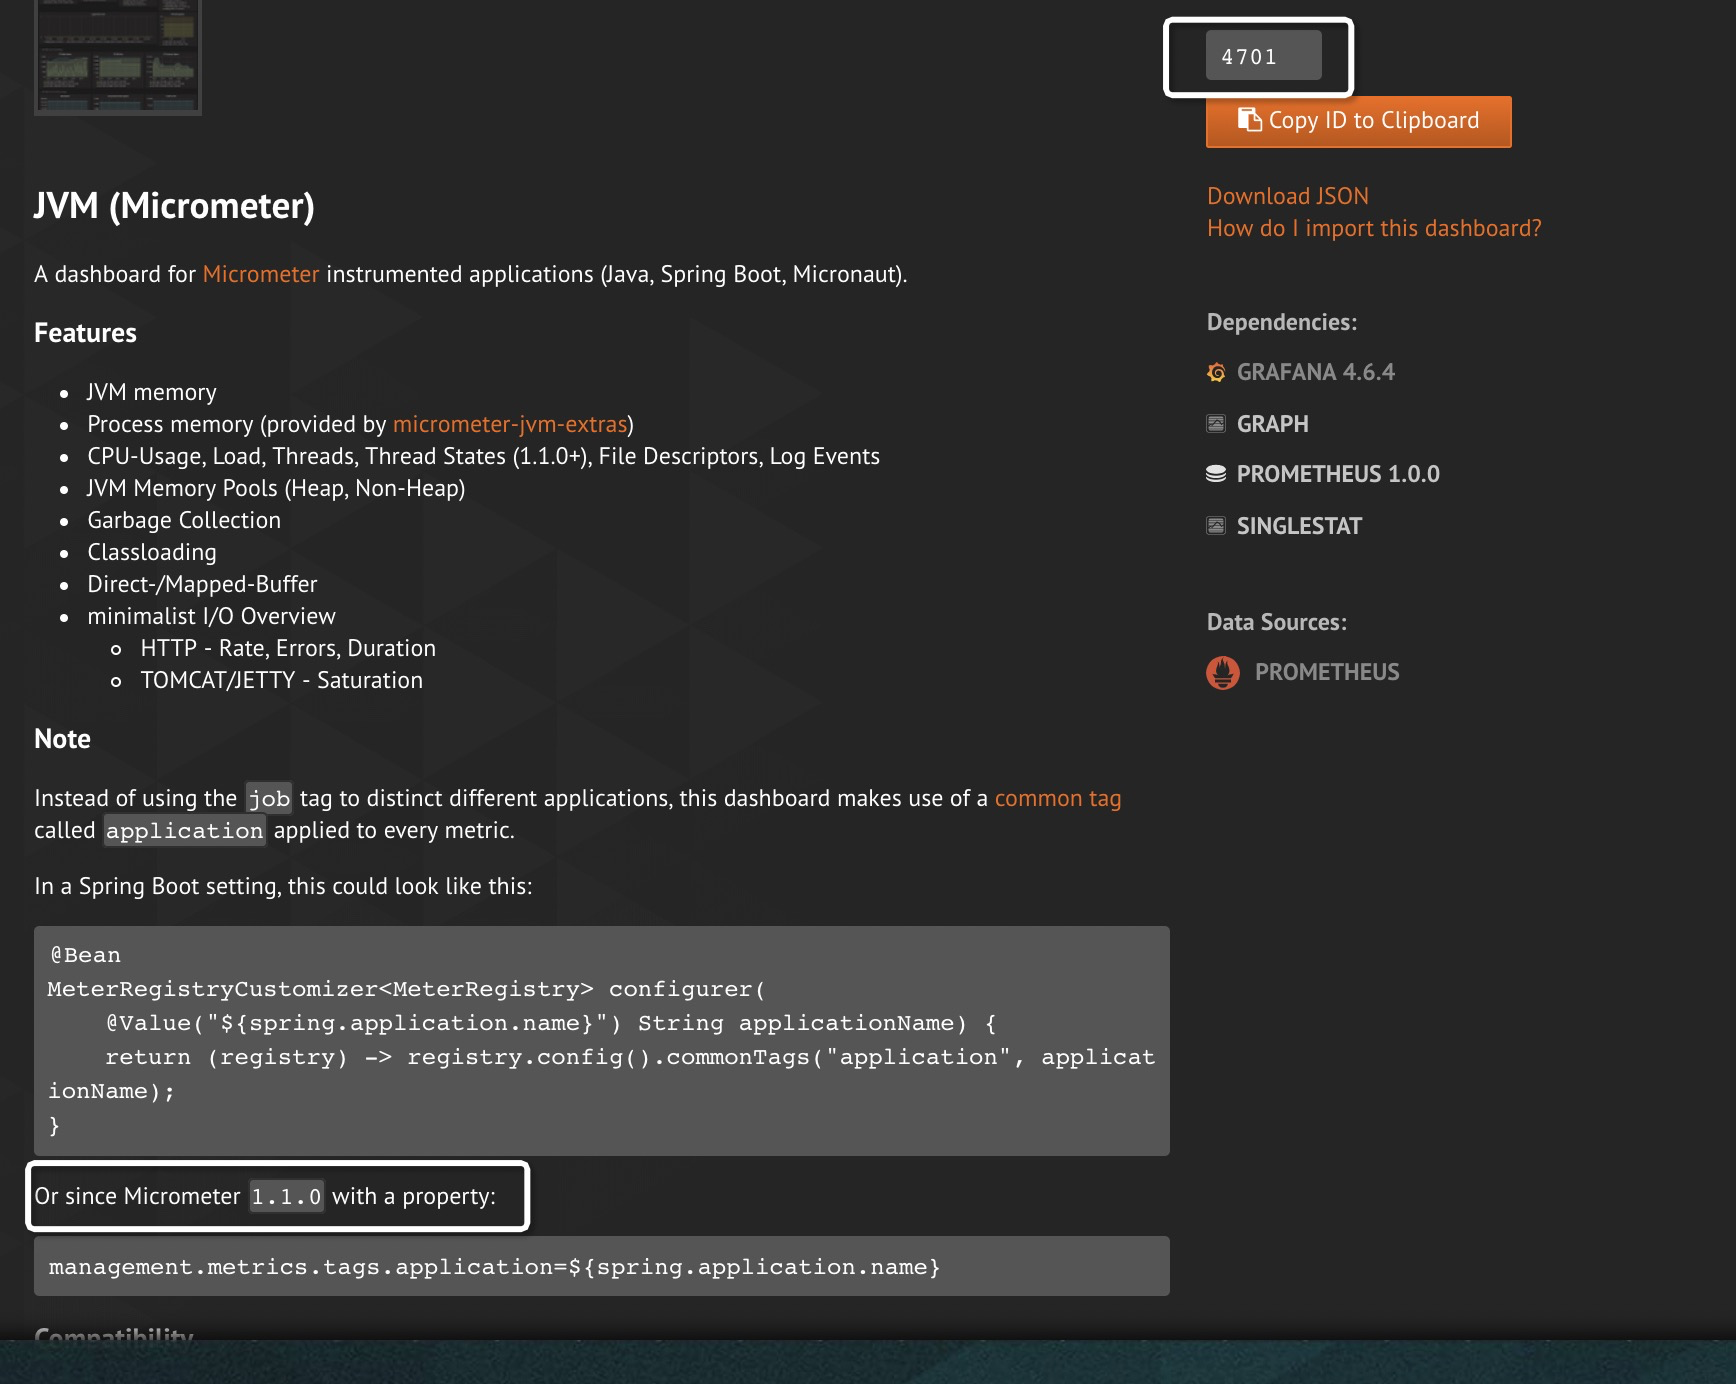 4701
Copy ID to Clipboard
Download JSON
How do I import this dashboard?
Dependencies:
GRAFANA 4.6.4
GRAPH
PROMETHEUS 1.0.0
SINGLESTAT
Data Sources:
PROMETHEUS
JVM (Micrometer)
A dashboard for Micrometer instrumented applications (Java, Spring Boot, Micronaut).
Features
• JVM memory
• Process memory (provided by micrometer-jvm-extras)
• CPU-Usage, Load, Threads, Thread States (1.1.0+), File Descriptors, Log Events
• JVM Memory Pools (Heap, Non-Heap)
• Garbage Collection
• Classloading
• Direct-/Mapped-Buffer
• minimalist I/O Overview
◦ HTTP - Rate, Errors, Duration
◦ TOMCAT/JETTY - Saturation
Note
Instead of using the job tag to distinct different applications, this dashboard makes use of a common tag
called application applied to every metric.
In a Spring Boot setting, this could look like this:
@Bean
MeterRegistryCustomizer<MeterRegistry> configurer(
    @Value("${spring.application.name}") String applicationName) {
    return (registry) -> registry.config().commonTags("application", applicat
ionName);
}
Or since Micrometer 1.1.0 with a property:
management.metrics.tags.application=${spring.application.name}
Compatibility